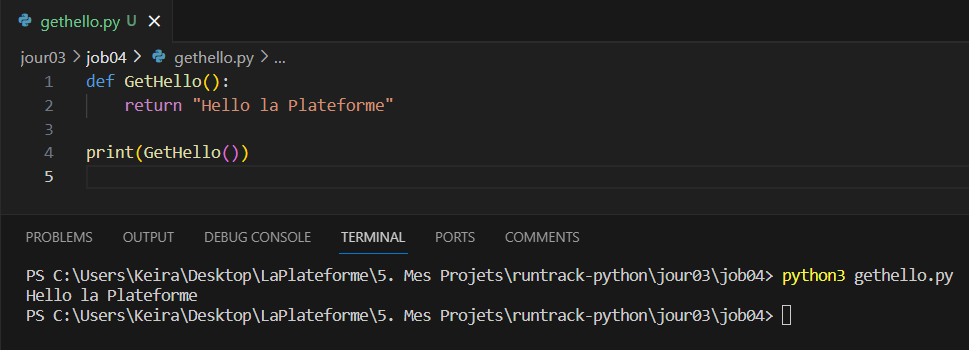 gethello.py U ×
jour03 > job04 > gethello.py > ...
1 def GetHello():
2     return "Hello la Plateforme"
3
4 print(GetHello())
5
PROBLEMS OUTPUT DEBUG CONSOLE TERMINAL PORTS COMMENTS
PS C:\Users\Keira\Desktop\LaPlateforme\5. Mes Projets\runtrack-python\jour03\job04> python3 gethello.py
Hello la Plateforme
PS C:\Users\Keira\Desktop\LaPlateforme\5. Mes Projets\runtrack-python\jour03\job04>